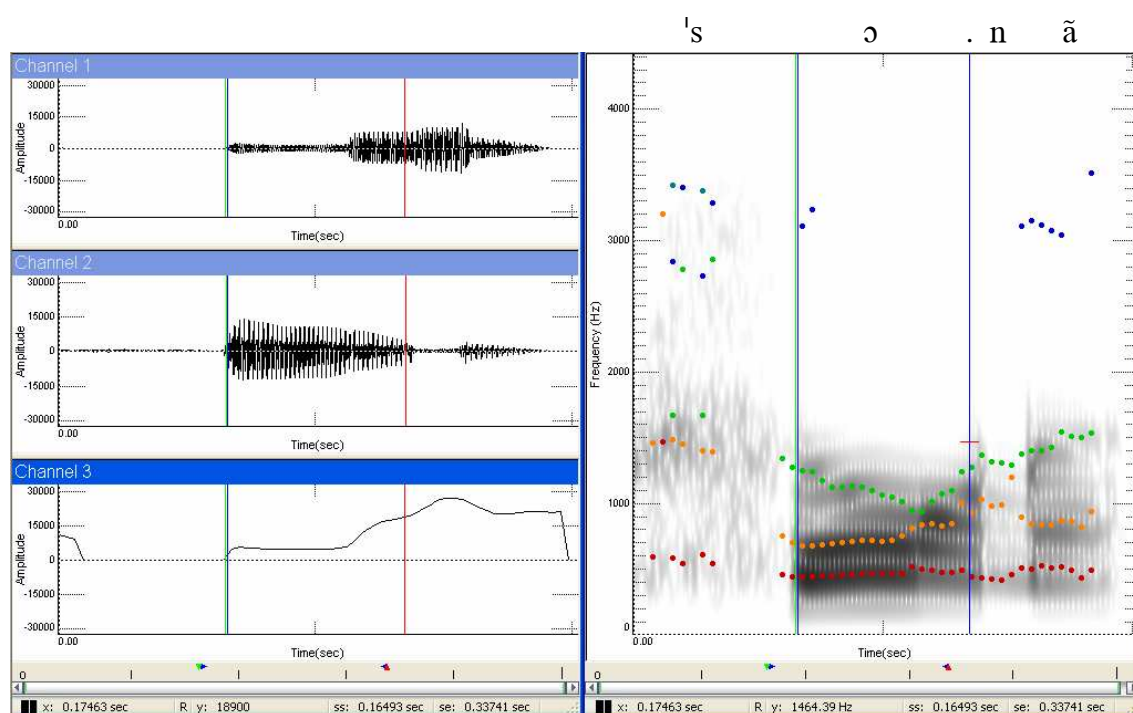 ˈs ɔ . n ã
Channel 1
30000
15000
0
-15000
-30000
Amplitude
0.00
Time(sec)
Channel 2
30000
15000
0
-15000
-30000
Amplitude
0.00
Time(sec)
Channel 3
30000
15000
0
-15000
-30000
Amplitude
0.00
Time(sec)
0
x: 0.17463 sec R y: 18900 ss: 0.16493 sec se: 0.33741 sec
4000
3000
2000
1000
0
Frequency (Hz)
0.00
Time(sec)
0
x: 0.17463 sec R y: 1464.39 Hz ss: 0.16493 sec se: 0.33741 sec